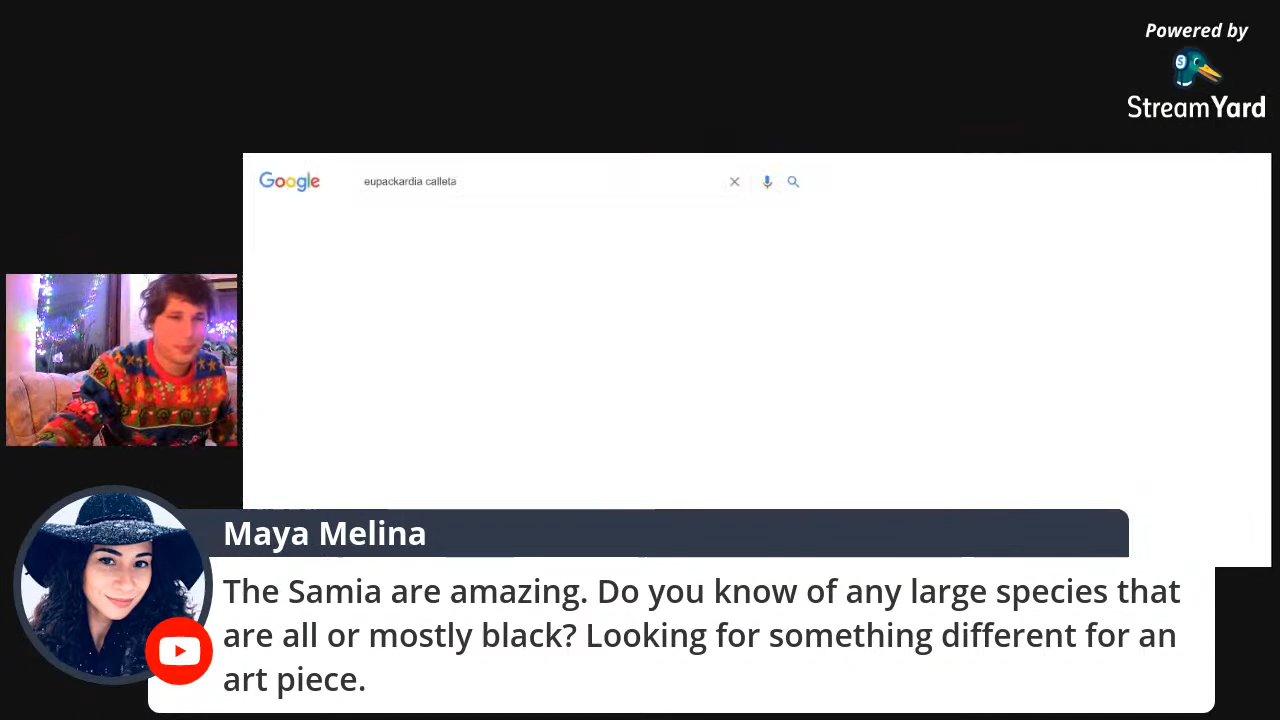 Powered by
StreamYard
Google
eupackardia calleta
Maya Melina
The Samia are amazing. Do you know of any large species that
are all or mostly black? Looking for something different for an
art piece.